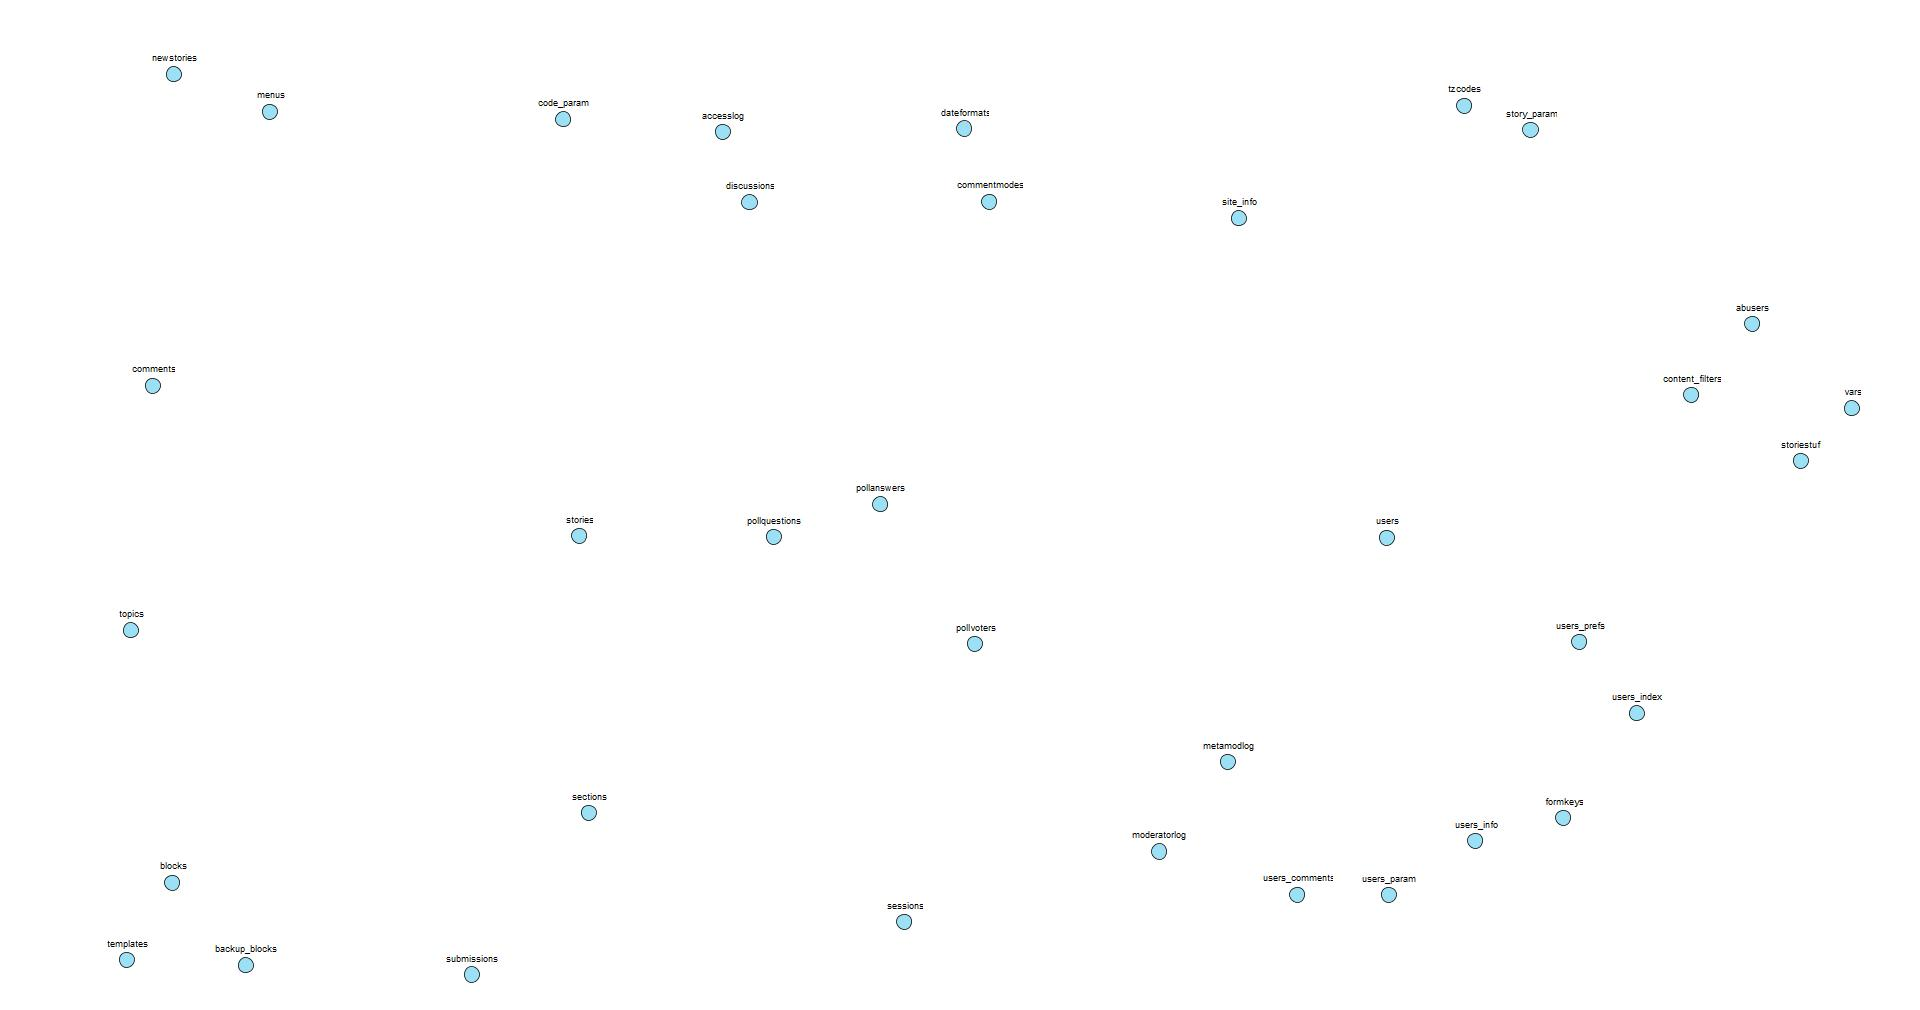 newstories
menus
code_param
accesslog
dateformats
tzcodes
story_param
discussions
commentmodes
site_info
abusers
comments
content_filters
vars
storiestuf
pollanswers
stories
pollquestions
users
topics
pollvoters
users_prefs
users_index
metamodlog
sections
formkeys
users_info
moderatorlog
blocks
users_comments
users_param
sessions
templates
backup_blocks
submissions